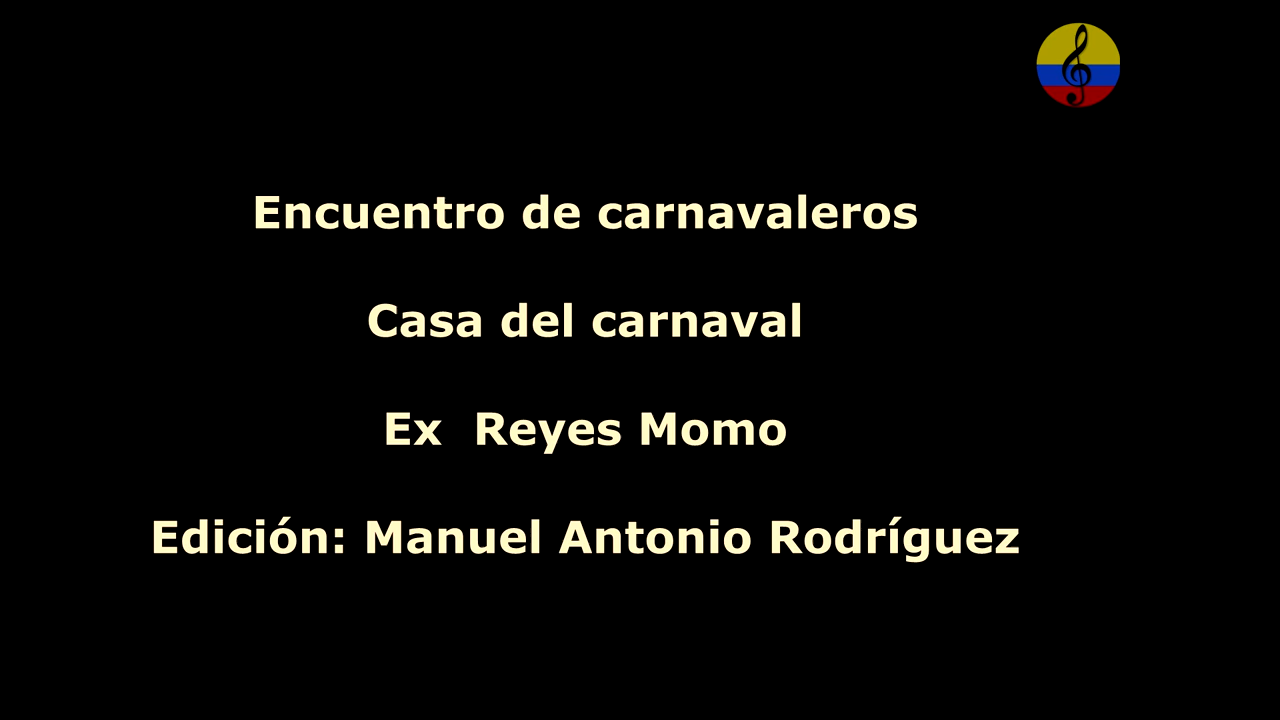 Encuentro de carnavaleros
Casa del carnaval
Ex  Reyes Momo
Edición: Manuel Antonio Rodríguez